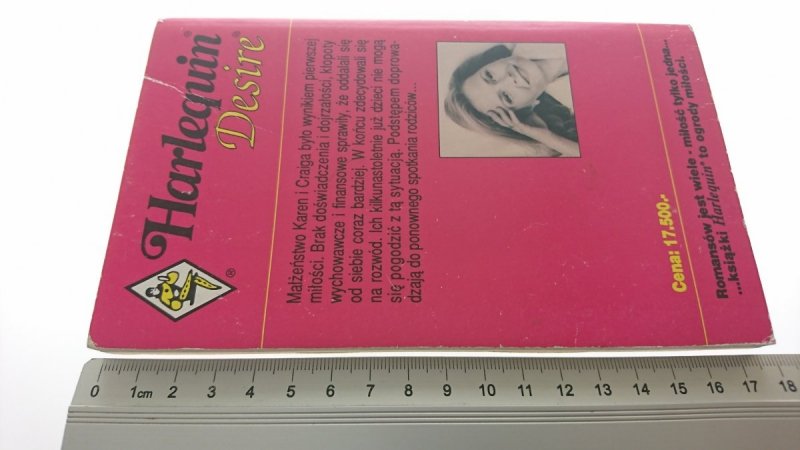 Harlequin®
Desire®
®
Małżeństwo Karen i Craiga było wynikiem pierwszej
miłości. Brak doświadczenia i dojrzałości, kłopoty
wychowawcze i finansowe sprawiły, że oddalali się
od siebie coraz bardziej. W końcu zdecydowali się
na rozwód. Ich kilkunastoletnie już dzieci nie mogą
się pogodzić z tą sytuacją. Podstępem doprowa-
dzają do ponownego spotkania rodziców...
Cena: 17.500.-
Romansów jest wiele - miłość tylko jedna...
...książki Harlequin® to ogrody miłości.
0 1cm 2 3 4 5 6 7 8 9 10 11 12 13 14 15 16 17 18